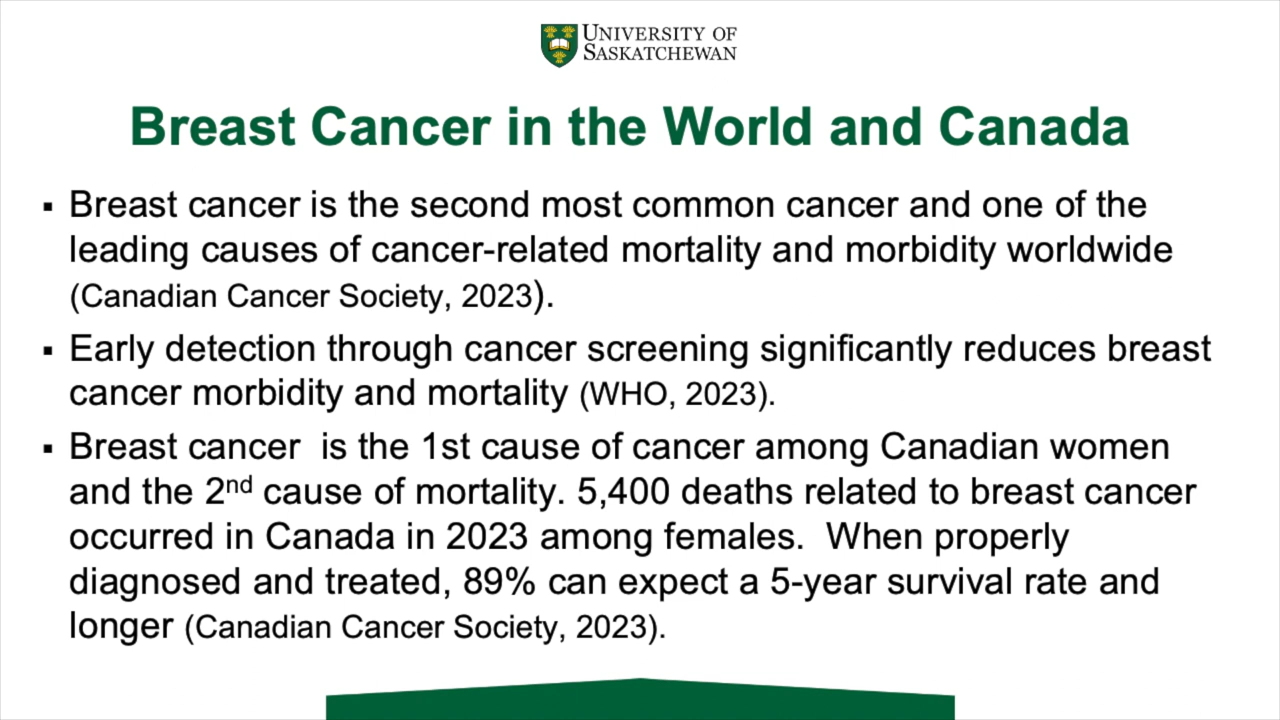 UNIVERSITY OF
SASKATCHEWAN
Breast Cancer in the World and Canada
▪ Breast cancer is the second most common cancer and one of the
leading causes of cancer-related mortality and morbidity worldwide
(Canadian Cancer Society, 2023).
▪ Early detection through cancer screening significantly reduces breast
cancer morbidity and mortality (WHO, 2023).
▪ Breast cancer  is the 1st cause of cancer among Canadian women
and the 2nd cause of mortality. 5,400 deaths related to breast cancer
occurred in Canada in 2023 among females.  When properly
diagnosed and treated, 89% can expect a 5-year survival rate and
longer (Canadian Cancer Society, 2023).